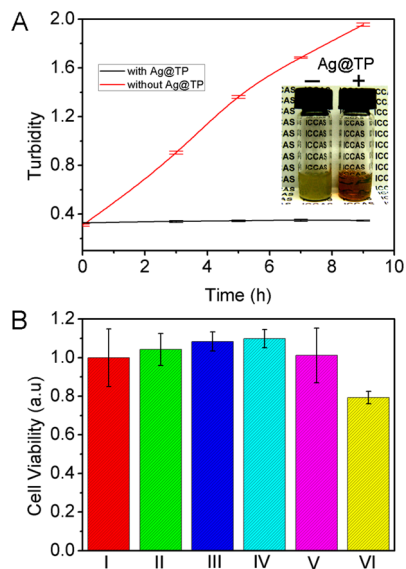 A
2.0
1.6
1.2
0.8
0.4
Turbidity
with Ag@TP
without Ag@TP
Ag@TP
− +
ICCAS
0 2 4 6 8 10
Time (h)
B
1.2
1.0
0.8
0.6
0.4
0.2
0.0
Cell Viability (a.u)
I II III IV V VI